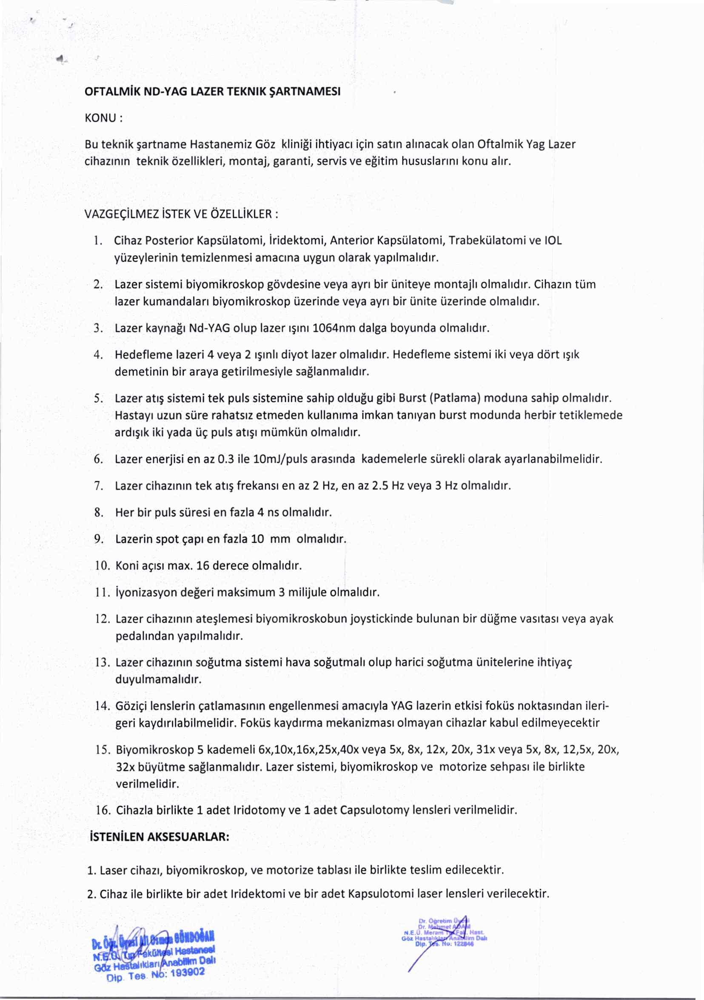 OFTALMİK ND-YAG LAZER TEKNIK ŞARTNAMESI
KONU :
Bu teknik şartname Hastanemiz Göz kliniği ihtiyacı için satın alınacak olan Oftalmik Yag Lazer
cihazının teknik özellikleri, montaj, garanti, servis ve eğitim hususlarını konu alır.
VAZGEÇİLMEZ İSTEK VE ÖZELLİKLER :
1. Cihaz Posterior Kapsülatomi, İridektomi, Anterior Kapsülatomi, Trabekülatomi ve IOL
yüzeylerinin temizlenmesi amacına uygun olarak yapılmalıdır.
2. Lazer sistemi biyomikroskop gövdesine veya ayrı bir üniteye montajlı olmalıdır. Cihazın tüm
lazer kumandaları biyomikroskop üzerinde veya ayrı bir ünite üzerinde olmalıdır.
3. Lazer kaynağı Nd-YAG olup lazer ışını 1064nm dalga boyunda olmalıdır.
4. Hedefleme lazeri 4 veya 2 ışınlı diyot lazer olmalıdır. Hedefleme sistemi iki veya dört ışık
demetinin bir araya getirilmesiyle sağlanmalıdır.
5. Lazer atış sistemi tek puls sistemine sahip olduğu gibi Burst (Patlama) moduna sahip olmalıdır.
Hastayı uzun süre rahatsız etmeden kullanıma imkan tanıyan burst modunda herbir tetiklemede
ardışık iki yada üç puls atışı mümkün olmalıdır.
6. Lazer enerjisi en az 0.3 ile 10mJ/puls arasında kademelerle sürekli olarak ayarlanabilmelidir.
7. Lazer cihazının tek atış frekansı en az 2 Hz, en az 2.5 Hz veya 3 Hz olmalıdır.
8. Her bir puls süresi en fazla 4 ns olmalıdır.
9. Lazerin spot çapı en fazla 10 mm olmalıdır.
10. Koni açısı max. 16 derece olmalıdır.
11. İyonizasyon değeri maksimum 3 milijule olmalıdır.
12. Lazer cihazının ateşlemesi biyomikroskobun joystickinde bulunan bir düğme vasıtası veya ayak
pedalından yapılmalıdır.
13. Lazer cihazının soğutma sistemi hava soğutmalı olup harici soğutma ünitelerine ihtiyaç
duyulmamalıdır.
14. Göziçi lenslerin çatlamasının engellenmesi amacıyla YAG lazerin etkisi foküs noktasından ileri-
geri kaydırılabilmelidir. Foküs kaydırma mekanizması olmayan cihazlar kabul edilmeyecektir
15. Biyomikroskop 5 kademeli 6x,10x,16x,25x,40x veya 5x, 8x, 12x, 20x, 31x veya 5x, 8x, 12,5x, 20x,
32x büyütme sağlanmalıdır. Lazer sistemi, biyomikroskop ve motorize sehpası ile birlikte
verilmelidir.
16. Cihazla birlikte 1 adet Iridotomy ve 1 adet Capsulotomy lensleri verilmelidir.
İSTENİLEN AKSESUARLAR:
1. Laser cihazı, biyomikroskop, ve motorize tablası ile birlikte teslim edilecektir.
2. Cihaz ile birlikte bir adet Iridektomi ve bir adet Kapsulotomi laser lensleri verilecektir.
Dr. Öğr. Üyesi Ali Osman GÜNDOĞAN
N.E.Ü. Tıp Fakültesi Hastanesi
Göz Hastalıkları Anabilim Dalı
Dip. Tes. No: 193902
Dr. Öğretim Üyesi
Dr. Mehmet ADAM
N.E.Ü. Meram Tıp Fak. Hast.
Göz Hastalıkları Anabilim Dalı
Dip. Tes. No: 122846